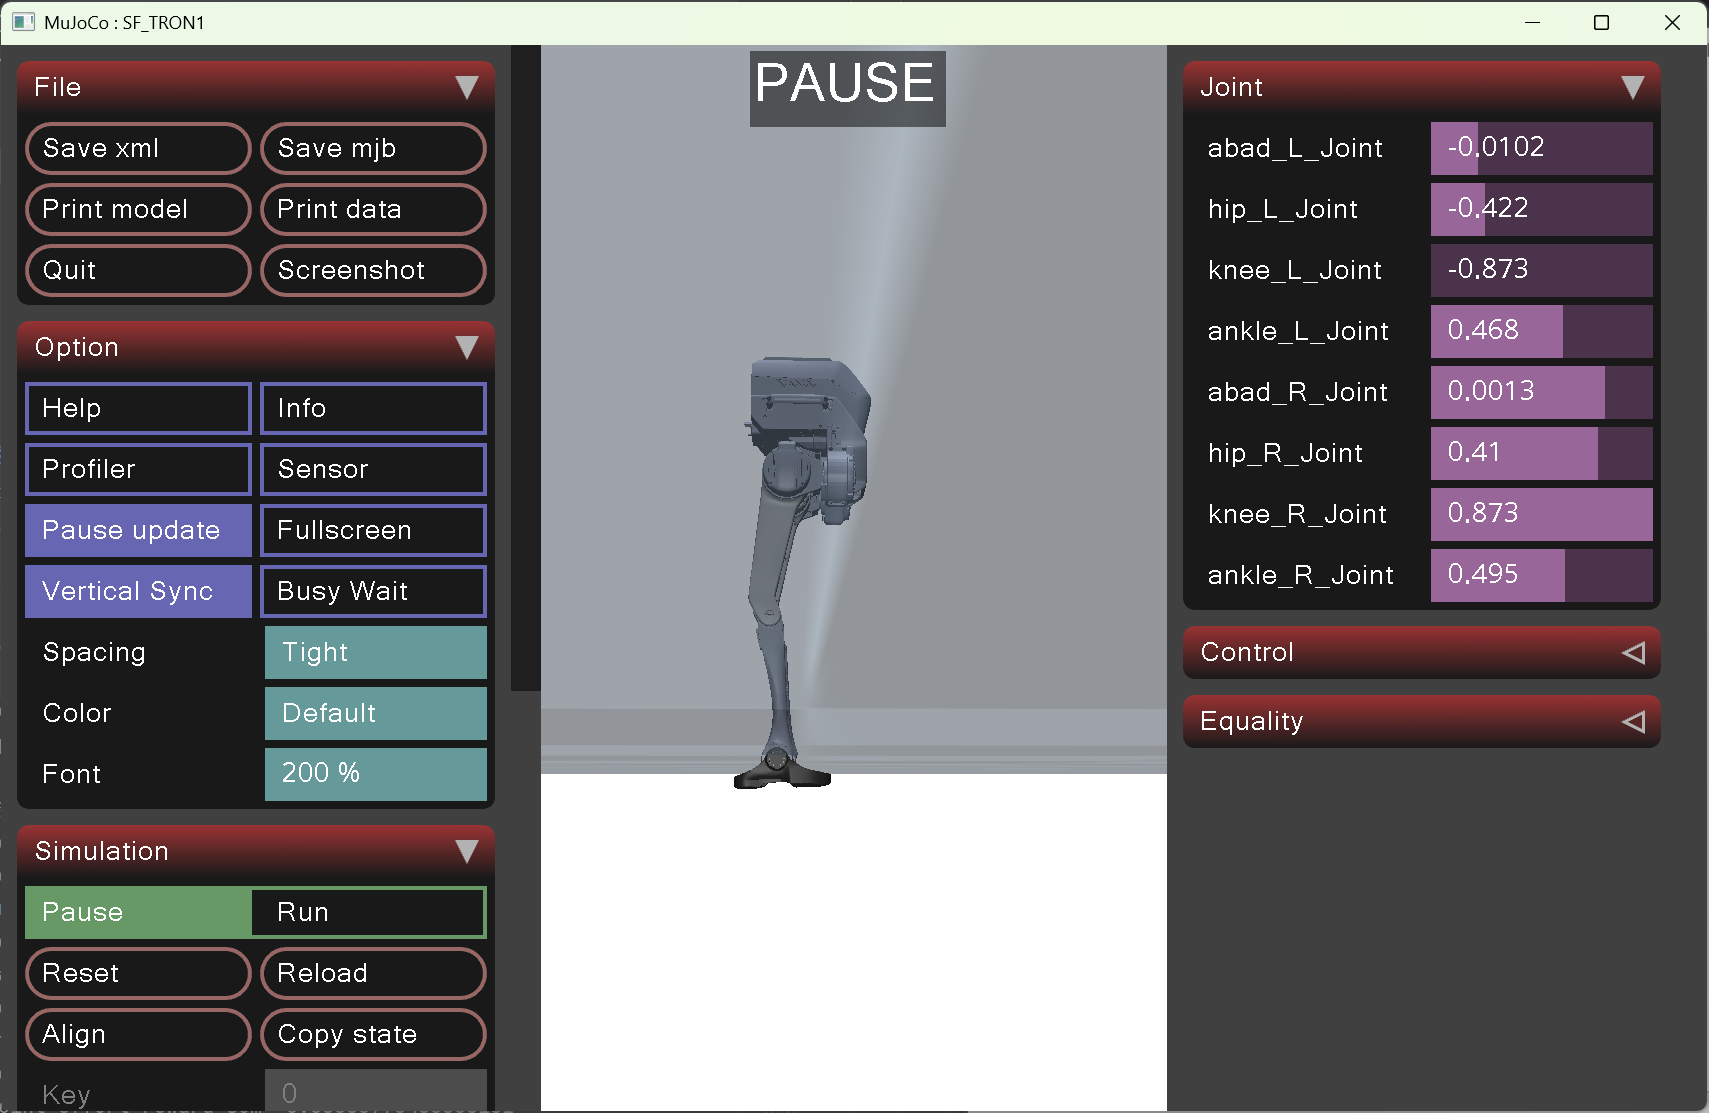 MuJoCo : SF_TRON1
File
Save xml
Save mjb
Print model
Print data
Quit
Screenshot
Option
Help
Info
Profiler
Sensor
Pause update
Fullscreen
Vertical Sync
Busy Wait
Spacing
Tight
Color
Default
Font
200 %
Simulation
Pause
Run
Reset
Reload
Align
Copy state
Key
0
PAUSE
Joint
abad_L_Joint
-0.0102
hip_L_Joint
-0.422
knee_L_Joint
-0.873
ankle_L_Joint
0.468
abad_R_Joint
0.0013
hip_R_Joint
0.41
knee_R_Joint
0.873
ankle_R_Joint
0.495
Control
Equality